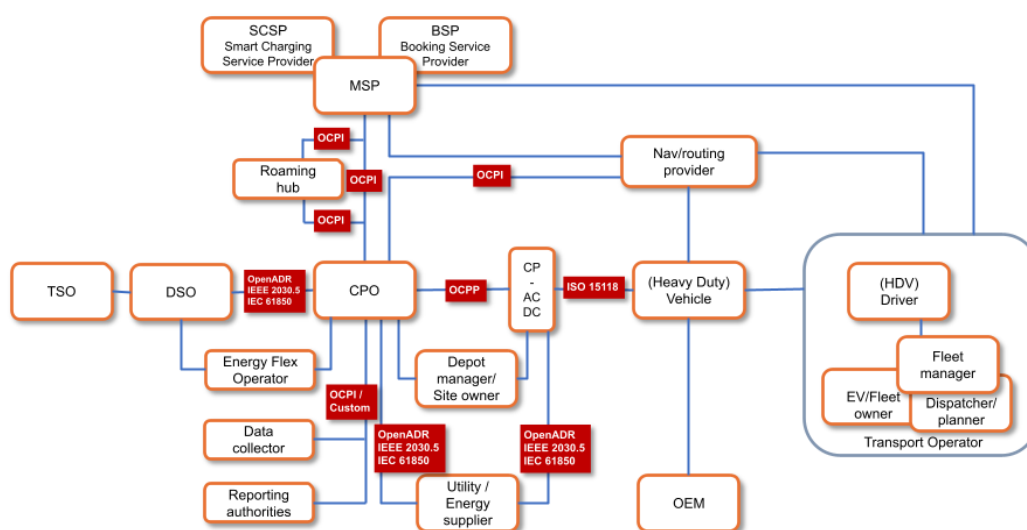 SCSP
Smart Charging
Service Provider
BSP
Booking Service
Provider
MSP
OCPI
Roaming
hub
OCPI
OCPI
OCPI
Nav/routing
provider
TSO
DSO
OpenADR
IEEE 2030.5
IEC 61850
CPO
OCPP
CP
-
AC
DC
ISO 15118
(Heavy Duty)
Vehicle
(HDV)
Driver
Fleet
manager
EV/Fleet
owner
Dispatcher/
planner
Transport Operator
Energy Flex
Operator
Depot
manager/
Site owner
OCPI /
Custom
Data
collector
OpenADR
IEEE 2030.5
IEC 61850
OpenADR
IEEE 2030.5
IEC 61850
Reporting
authorities
Utility /
Energy
supplier
OEM